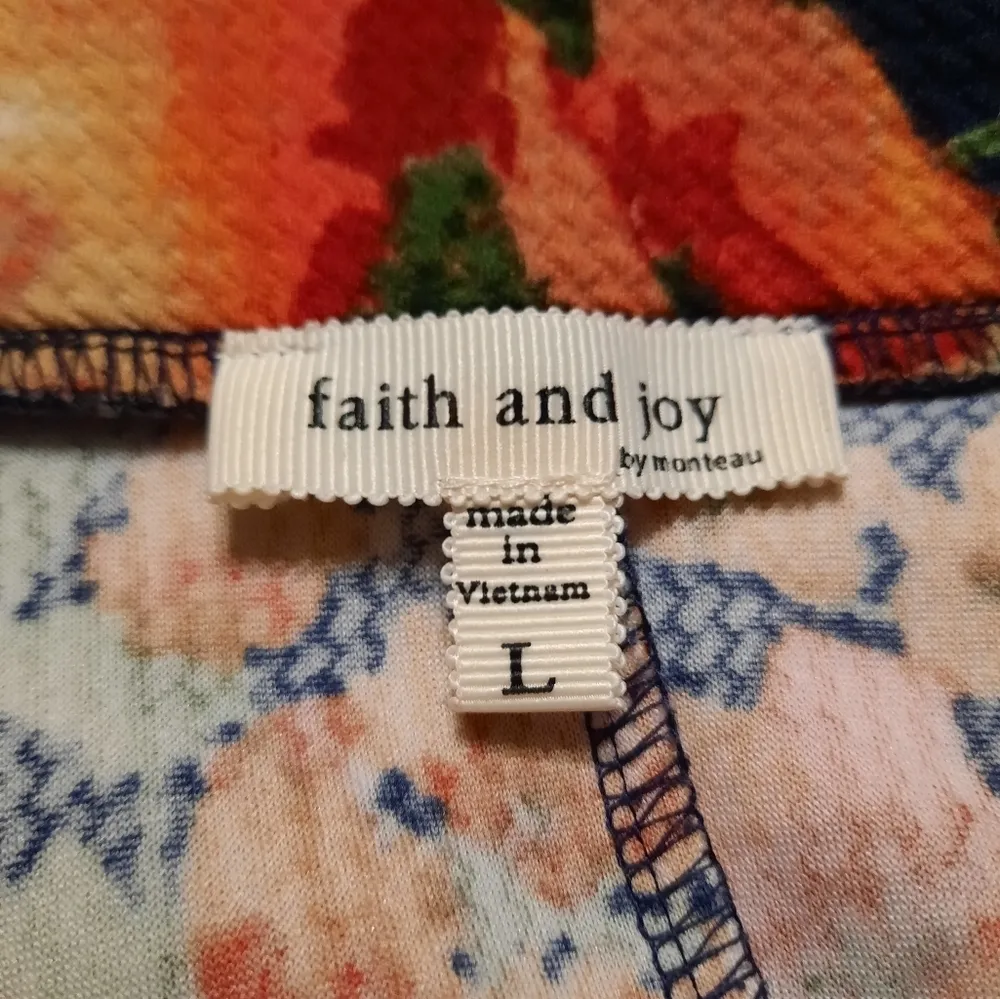 faith and joy
by monteau
made
in
Vietnam
L